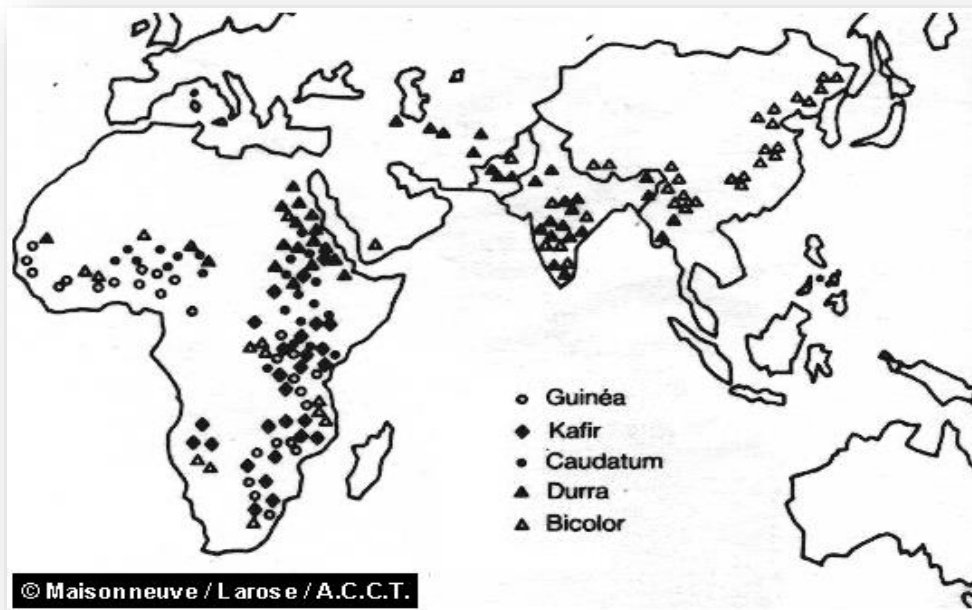 Guinéa
Kafir
Caudatum
Durra
Bicolor
© Maisonneuve / Larose / A.C.C.T.